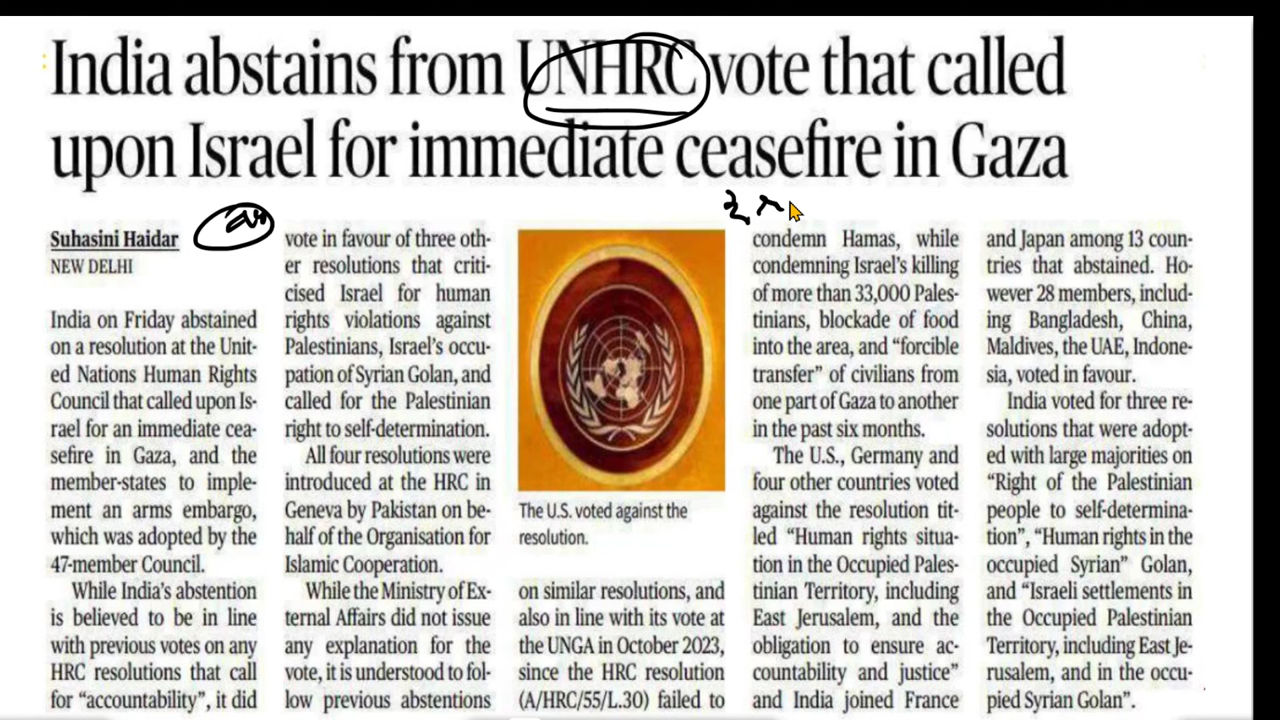 India abstains from UNHRC vote that called
upon Israel for immediate ceasefire in Gaza
Suhasini Haidar
NEW DELHI
India on Friday abstained
on a resolution at the Unit-
ed Nations Human Rights
Council that called upon Is-
rael for an immediate cea-
sefire in Gaza, and the
member-states to imple-
ment an arms embargo,
which was adopted by the
47-member Council.
While India's abstention
is believed to be in line
with previous votes on any
HRC resolutions that call
for “accountability”, it did
vote in favour of three oth-
er resolutions that criti-
cised Israel for human
rights violations against
Palestinians, Israel's occu-
pation of Syrian Golan, and
called for the Palestinian
right to self-determination.
All four resolutions were
introduced at the HRC in
Geneva by Pakistan on be-
half of the Organisation for
Islamic Cooperation.
While the Ministry of Ex-
ternal Affairs did not issue
any explanation for the
vote, it is understood to fol-
low previous abstentions
The U.S. voted against the
resolution.
on similar resolutions, and
also in line with its vote at
the UNGA in October 2023,
since the HRC resolution
(A/HRC/55/L.30) failed to
condemn Hamas, while
condemning Israel's killing
of more than 33,000 Pales-
tinians, blockade of food
into the area, and “forcible
transfer” of civilians from
one part of Gaza to another
in the past six months.
The U.S., Germany and
four other countries voted
against the resolution tit-
led “Human rights situa-
tion in the Occupied Pales-
tinian Territory, including
East Jerusalem, and the
obligation to ensure ac-
countability and justice”
and India joined France
and Japan among 13 coun-
tries that abstained. Ho-
wever 28 members, includ-
ing Bangladesh, China,
Maldives, the UAE, Indone-
sia, voted in favour.
India voted for three re-
solutions that were adopt-
ed with large majorities on
“Right of the Palestinian
people to self-determina-
tion”, “Human rights in the
occupied Syrian” Golan,
and “Israeli settlements in
the Occupied Palestinian
Territory, including East Je-
rusalem, and in the occu-
pied Syrian Golan”.